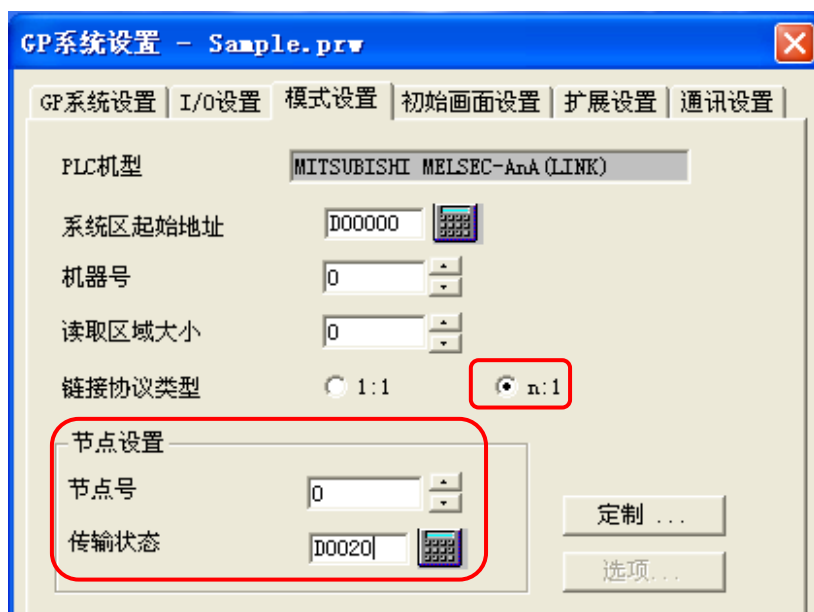 GP系统设置 - Sample.prw
GP系统设置 I/O设置 模式设置 初始画面设置 扩展设置 通讯设置
PLC机型 MITSUBISHI MELSEC-AnA(LINK)
系统区起始地址 D00000
机器号 0
读取区域大小 0
链接协议类型 1:1 n:1
节点设置
节点号 0
定制 ...
传输状态 D0020
选项...